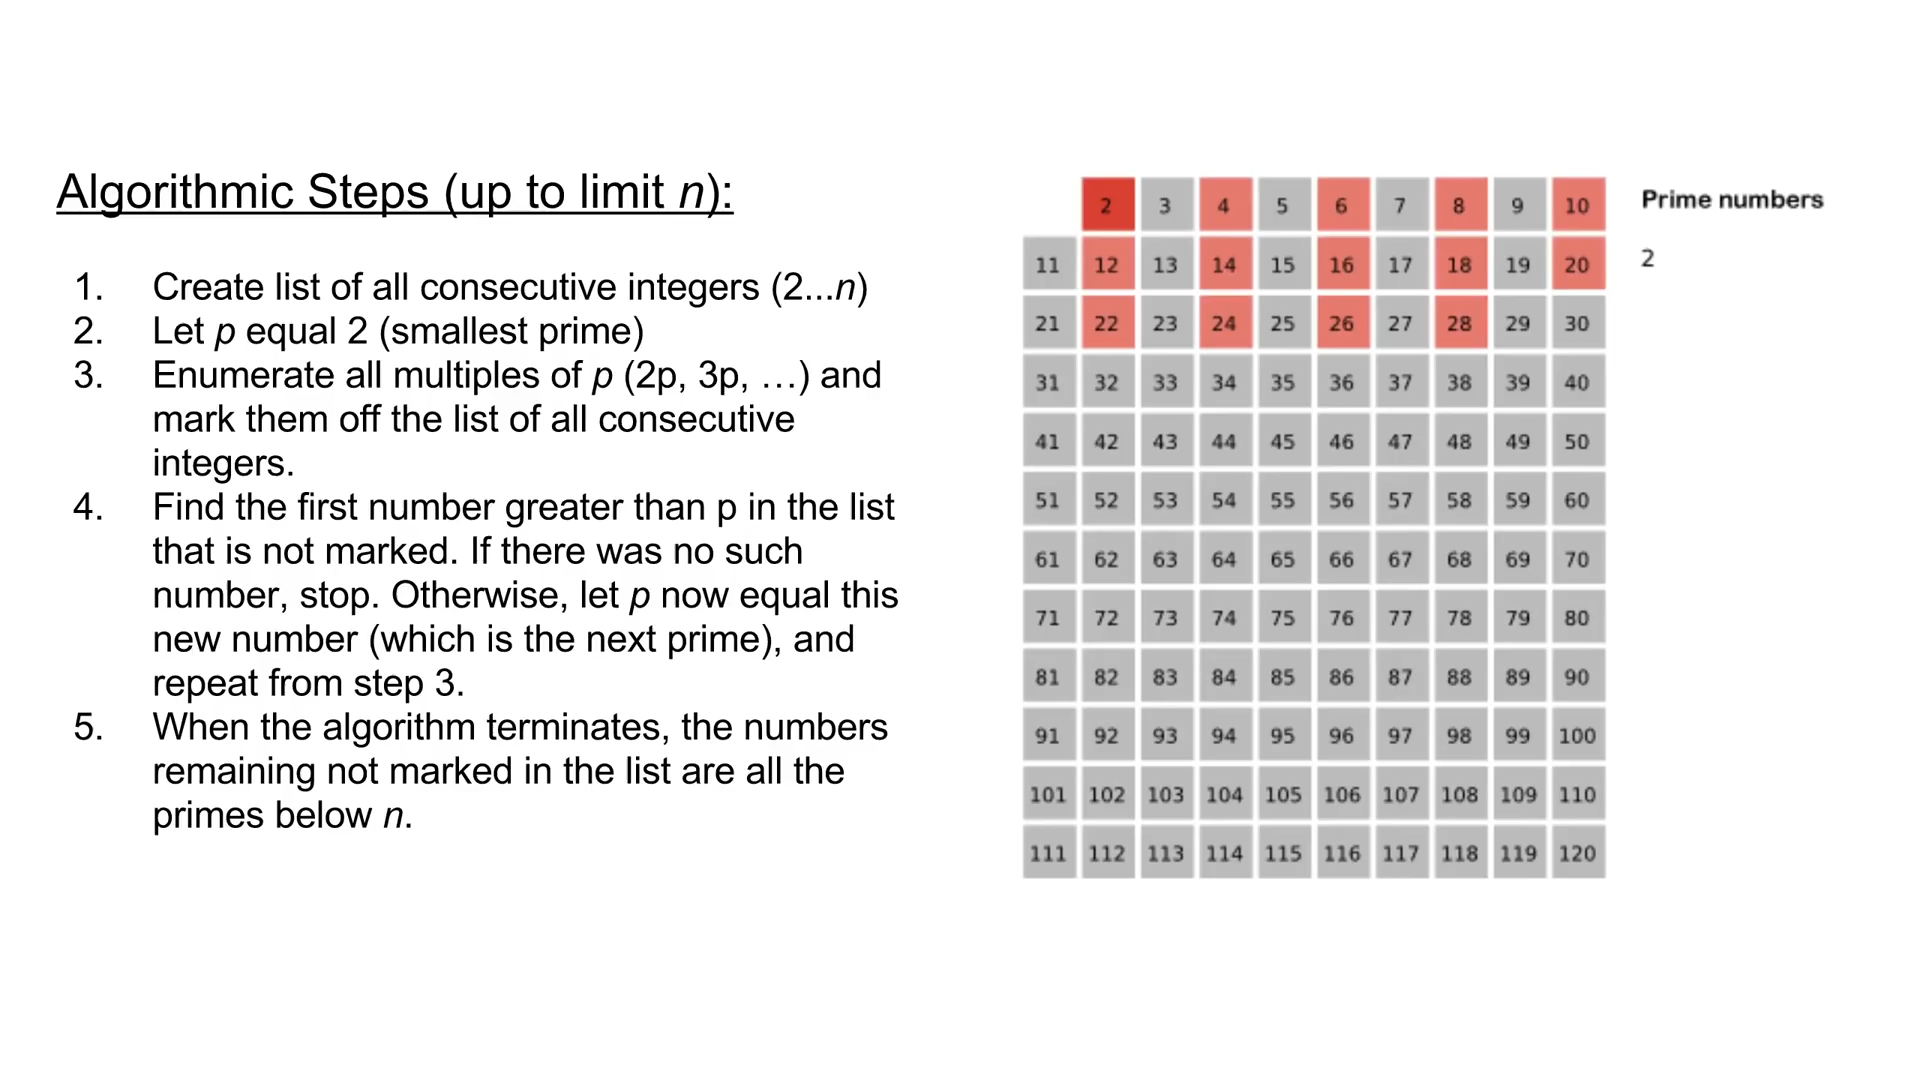 Algorithmic Steps (up to limit n):
1. Create list of all consecutive integers (2...n)
2. Let p equal 2 (smallest prime)
3. Enumerate all multiples of p (2p, 3p, …) and
mark them off the list of all consecutive
integers.
4. Find the first number greater than p in the list
that is not marked. If there was no such
number, stop. Otherwise, let p now equal this
new number (which is the next prime), and
repeat from step 3.
5. When the algorithm terminates, the numbers
remaining not marked in the list are all the
primes below n.
2 3 4 5 6 7 8 9 10
11 12 13 14 15 16 17 18 19 20
21 22 23 24 25 26 27 28 29 30
31 32 33 34 35 36 37 38 39 40
41 42 43 44 45 46 47 48 49 50
51 52 53 54 55 56 57 58 59 60
61 62 63 64 65 66 67 68 69 70
71 72 73 74 75 76 77 78 79 80
81 82 83 84 85 86 87 88 89 90
91 92 93 94 95 96 97 98 99 100
101 102 103 104 105 106 107 108 109 110
111 112 113 114 115 116 117 118 119 120
Prime numbers
2